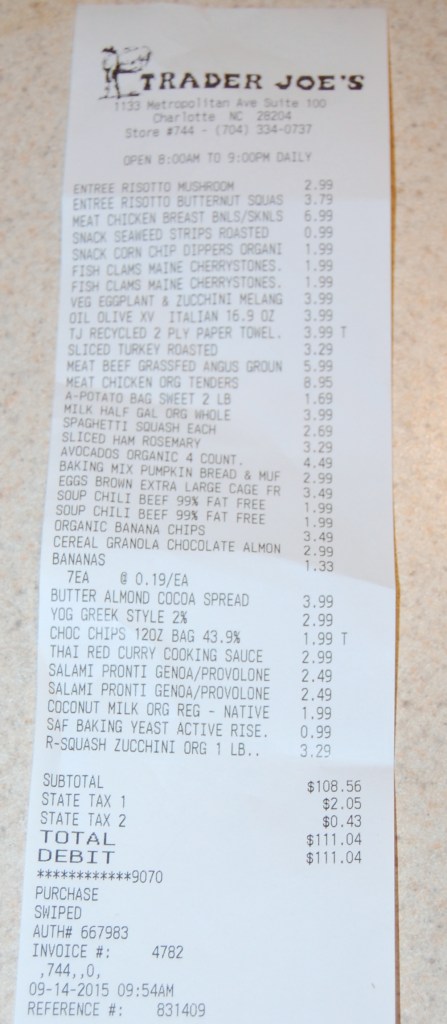 TRADER JOE'S
1133 Metropolitan Ave Suite 100
Charlotte NC 28204
Store #744 - (704) 334-0737
OPEN 8:00AM TO 9:00PM DAILY
ENTREE RISOTTO MUSHROOM 2.99
ENTREE RISOTTO BUTTERNUT SQUAS 3.79
MEAT CHICKEN BREAST BNLS/SKNLS 6.99
SNACK SEAWEED STRIPS ROASTED 0.99
SNACK CORN CHIP DIPPERS ORGANI 1.99
FISH CLAMS MAINE CHERRYSTONES. 1.99
FISH CLAMS MAINE CHERRYSTONES. 1.99
VEG EGGPLANT & ZUCCHINI MELANG 3.99
OIL OLIVE XV ITALIAN 16.9 OZ 3.99
TJ RECYCLED 2 PLY PAPER TOWEL. 3.99 T
SLICED TURKEY ROASTED 3.29
MEAT BEEF GRASSFED ANGUS GROUN 5.99
MEAT CHICKEN ORG TENDERS 8.95
A-POTATO BAG SWEET 2 LB 1.69
MILK HALF GAL ORG WHOLE 3.99
SPAGHETTI SQUASH EACH 2.69
SLICED HAM ROSEMARY 3.29
AVOCADOS ORGANIC 4 COUNT. 4.49
BAKING MIX PUMPKIN BREAD & MUF 2.99
EGGS BROWN EXTRA LARGE CAGE FR 3.49
SOUP CHILI BEEF 99% FAT FREE 1.99
SOUP CHILI BEEF 99% FAT FREE 1.99
ORGANIC BANANA CHIPS 3.49
CEREAL GRANOLA CHOCOLATE ALMON 2.99
BANANAS 1.33
7EA @ 0.19/EA
BUTTER ALMOND COCOA SPREAD 3.99
YOG GREEK STYLE 2% 2.99
CHOC CHIPS 12OZ BAG 43.9% 1.99 T
THAI RED CURRY COOKING SAUCE 2.99
SALAMI PRONTI GENOA/PROVOLONE 2.49
SALAMI PRONTI GENOA/PROVOLONE 2.49
COCONUT MILK ORG REG - NATIVE 1.99
SAF BAKING YEAST ACTIVE RISE. 0.99
R-SQUASH ZUCCHINI ORG 1 LB.. 3.29
SUBTOTAL $108.56
STATE TAX 1 $2.05
STATE TAX 2 $0.43
TOTAL $111.04
DEBIT $111.04
************9070
PURCHASE
SWIPED
AUTH# 667983
INVOICE #: 4782
,744,,0,
09-14-2015 09:54AM
REFERENCE #: 831409